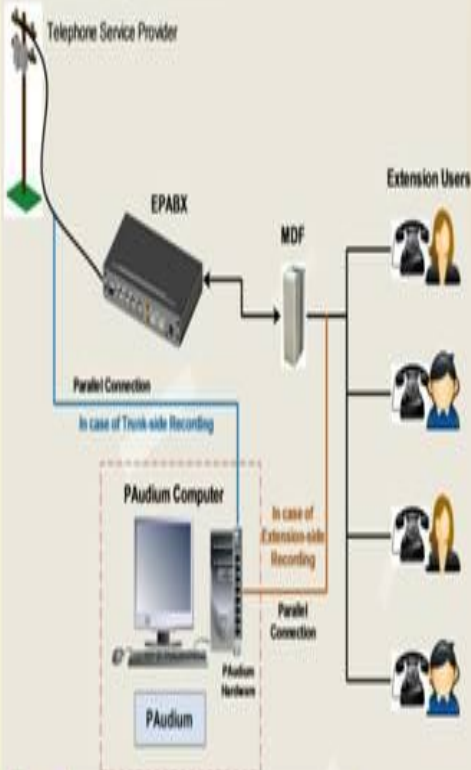 Telephone Service Provider
Extension Users
EPABX
MDF
Parallel Connection
In case of Trunk-side Recording
PAudium Computer
In case of
Extension-side
Recording
Parallel
Connection
PAudium
Hardware
PAudium